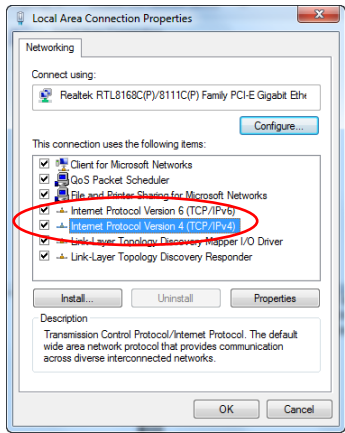 Local Area Connection Properties
Networking
Connect using:
Realtek RTL8168C(P)/8111C(P) Family PCI-E Gigabit Ethe
Configure...
This connection uses the following items:
Client for Microsoft Networks
QoS Packet Scheduler
File and Printer Sharing for Microsoft Networks
Internet Protocol Version 6 (TCP/IPv6)
Internet Protocol Version 4 (TCP/IPv4)
Link-Layer Topology Discovery Mapper I/O Driver
Link-Layer Topology Discovery Responder
Install... Uninstall Properties
Description
Transmission Control Protocol/Internet Protocol. The default
wide area network protocol that provides communication
across diverse interconnected networks.
OK Cancel